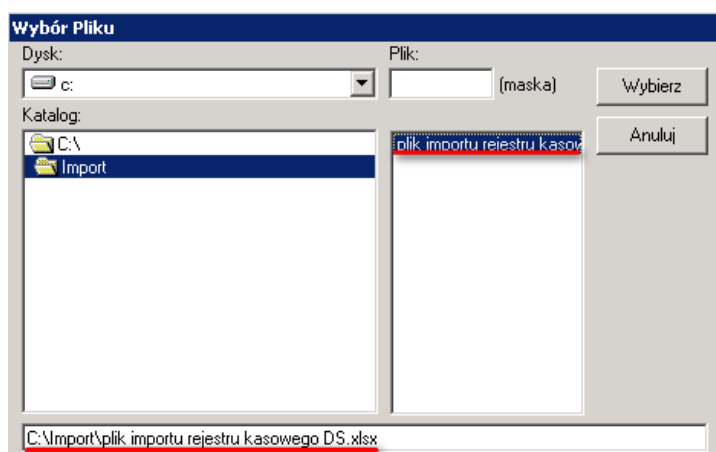 Wybór Pliku
Dysk:
Plik:
c:
(maska)
Wybierz
Katalog:
Anuluj
C:\
plik importu rejestru kasow
Import
C:\Import\plik importu rejestru kasowego DS.xlsx